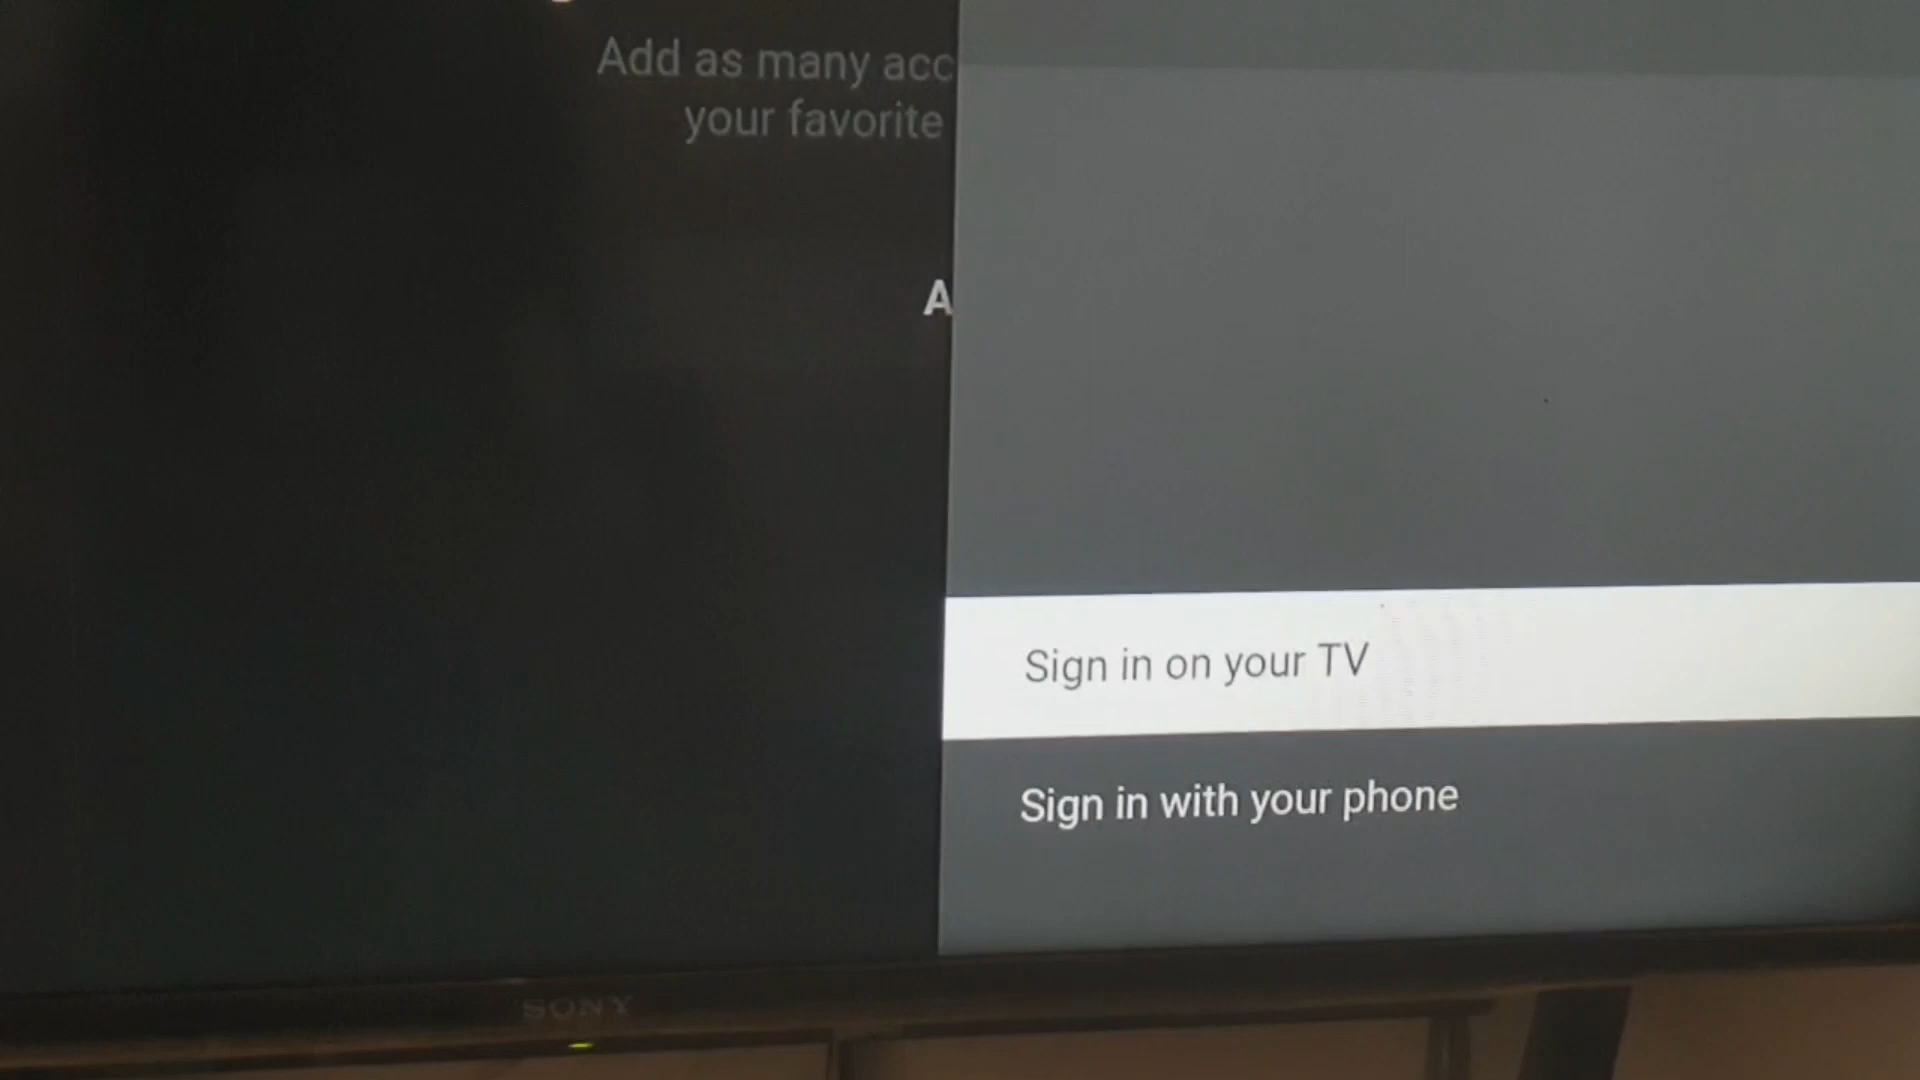 Add as many acc
your favorite
A
Sign in on your TV
Sign in with your phone
SONY